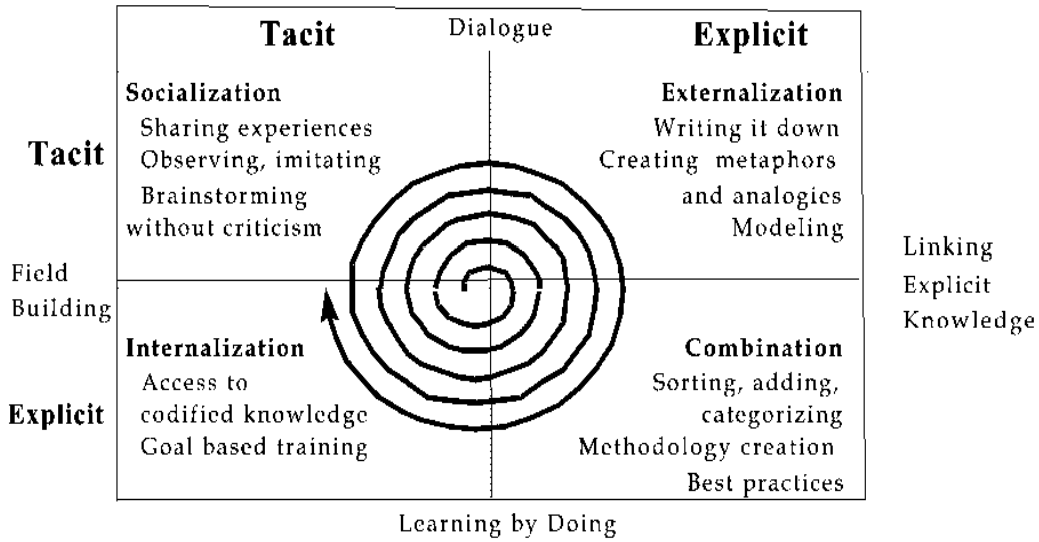 Tacit
Dialogue
Explicit
Socialization
Sharing experiences
Observing, imitating
Brainstorming
without criticism
Externalization
Writing it down
Creating metaphors
and analogies
Modeling
Tacit
Field
Building
Linking
Explicit
Knowledge
Internalization
Access to
codified knowledge
Goal based training
Combination
Sorting, adding,
categorizing
Methodology creation
Best practices
Explicit
Learning by Doing